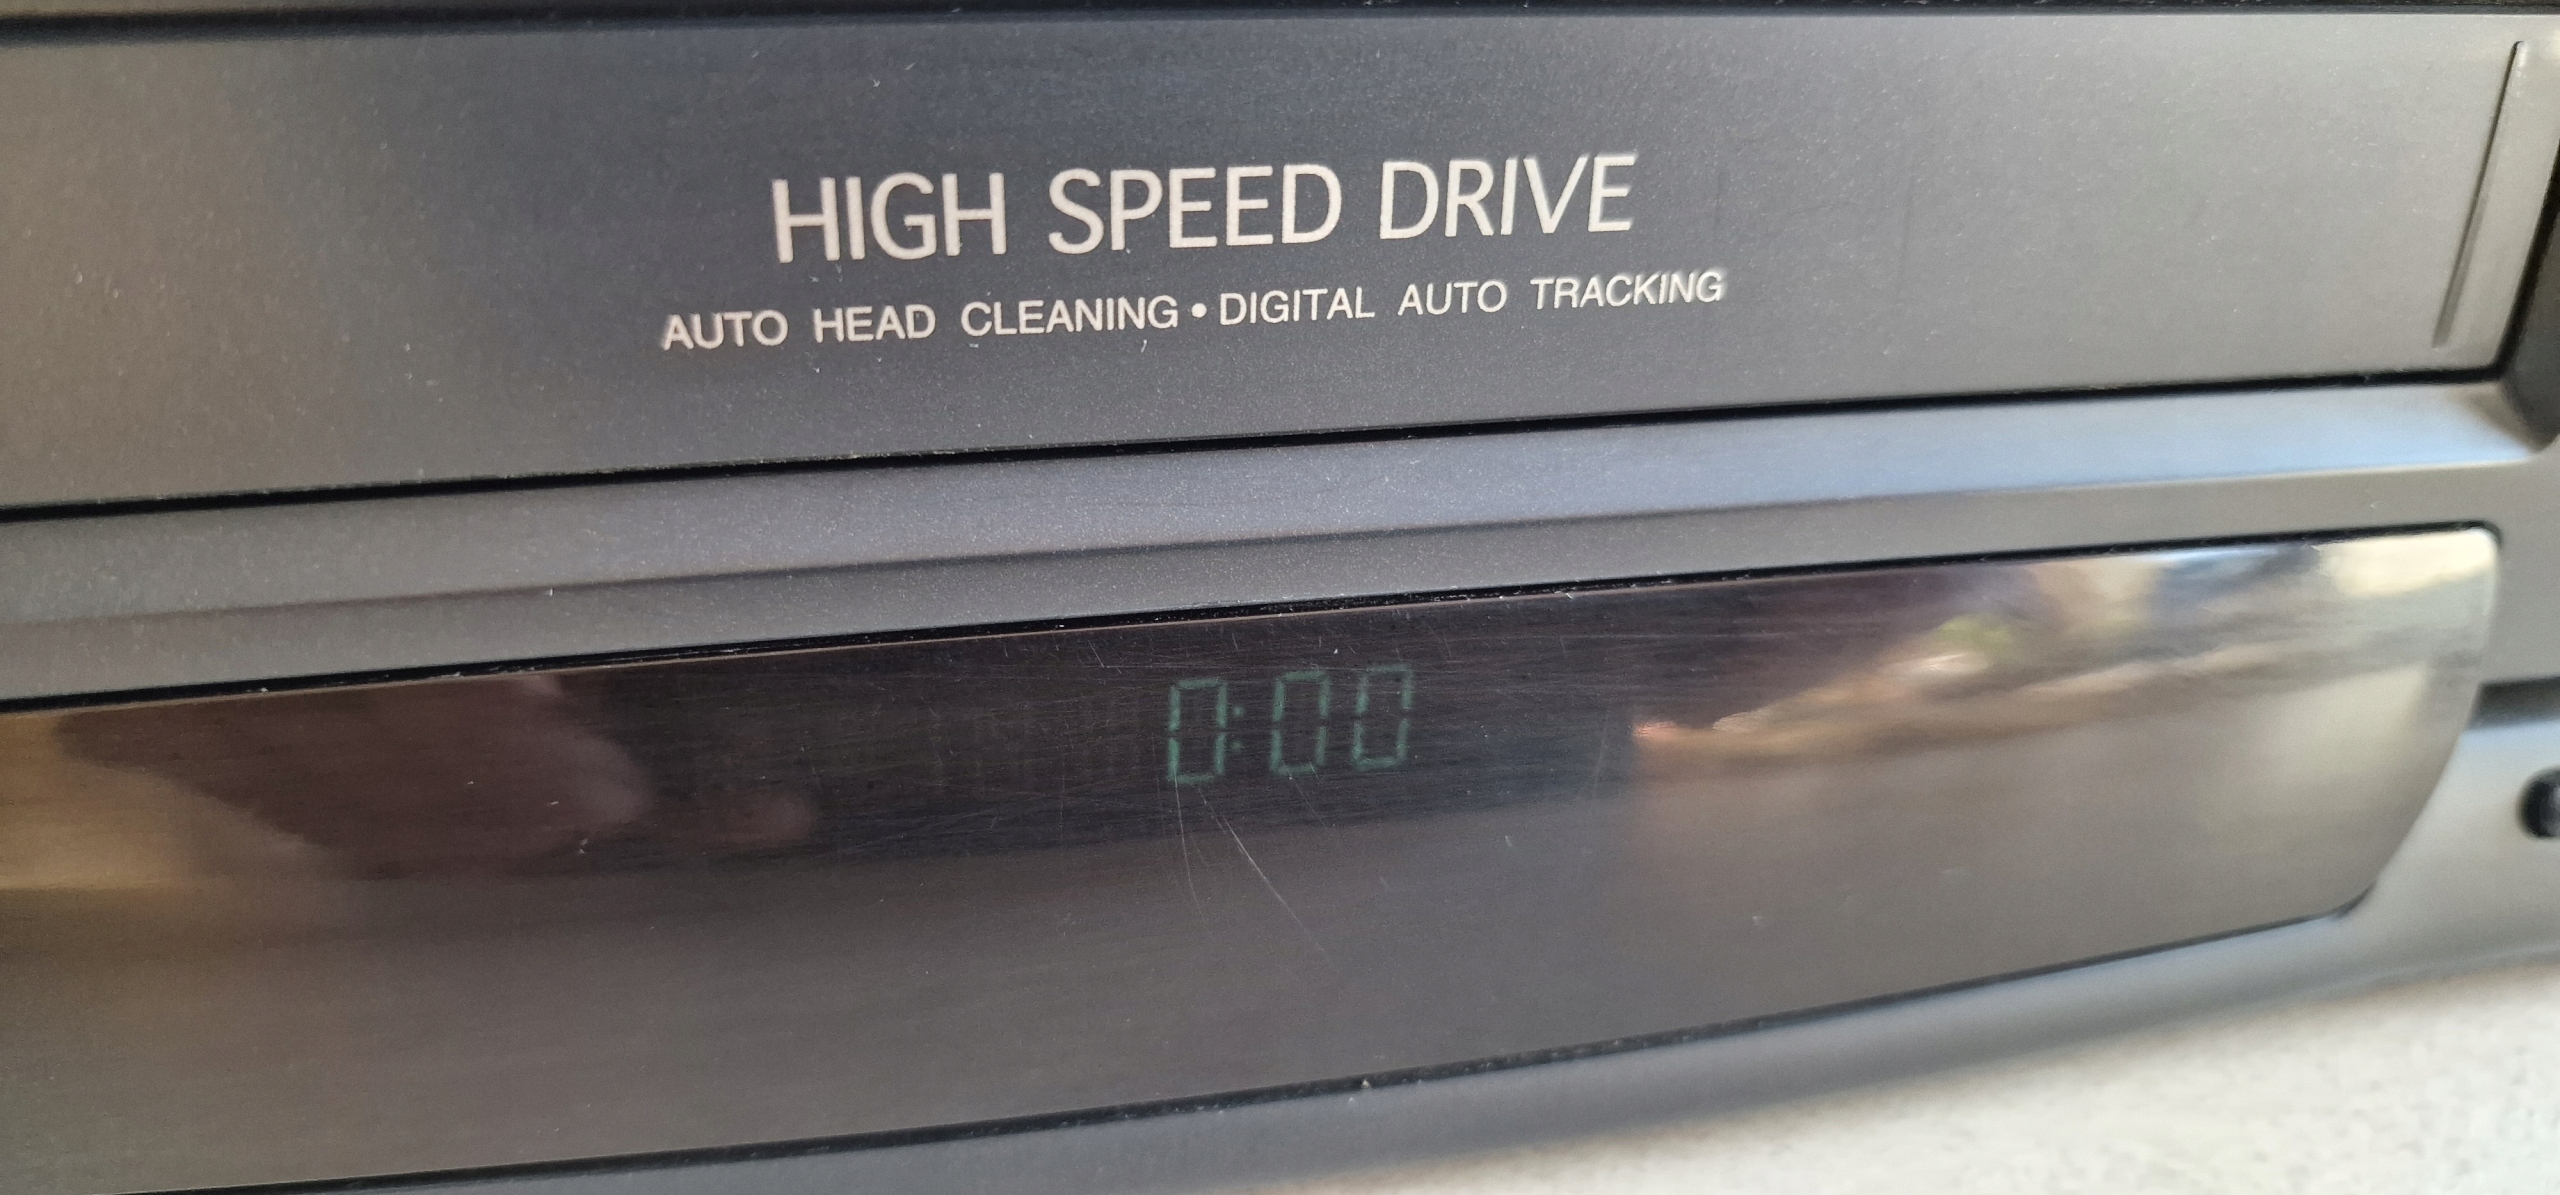 HIGH SPEED DRIVE
AUTO HEAD CLEANING • DIGITAL AUTO TRACKING
0:00